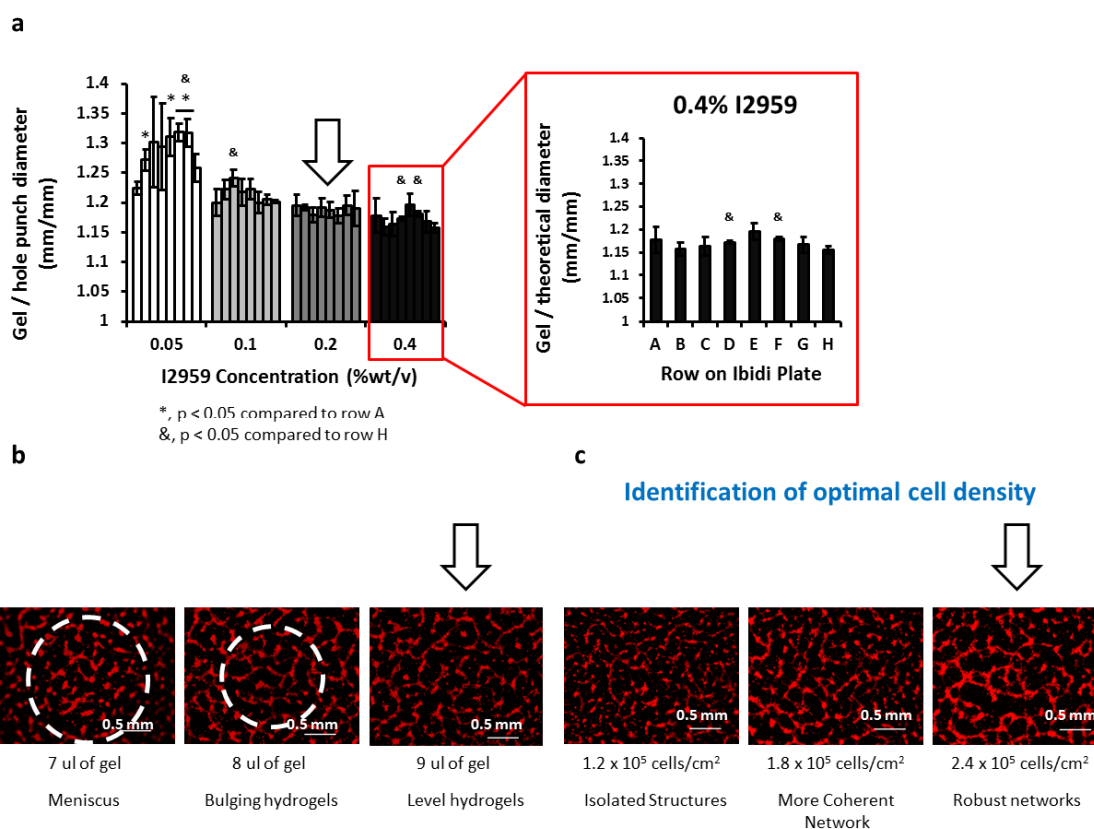 a
Gel / hole punch diameter
(mm/mm)
1.4
1.35
1.3
1.25
1.2
1.15
1.1
1.05
1
*
*
&
*
&
& &
0.05 0.1 0.2 0.4
I2959 Concentration (%wt/v)
*, p < 0.05 compared to row A
&, p < 0.05 compared to row H
0.4% I2959
Gel / theoretical diameter
(mm/mm)
1.4
1.35
1.3
1.25
1.2
1.15
1.1
1.05
1
& &
A B C D E F G H
Row on Ibidi Plate
b
0.5 mm
0.5 mm
0.5 mm
7 ul of gel
8 ul of gel
9 ul of gel
Meniscus
Bulging hydrogels
Level hydrogels
c
Identification of optimal cell density
0.5 mm
0.5 mm
0.5 mm
1.2 x 10⁵ cells/cm²
1.8 x 10⁵ cells/cm²
2.4 x 10⁵ cells/cm²
Isolated Structures
More Coherent
Network
Robust networks